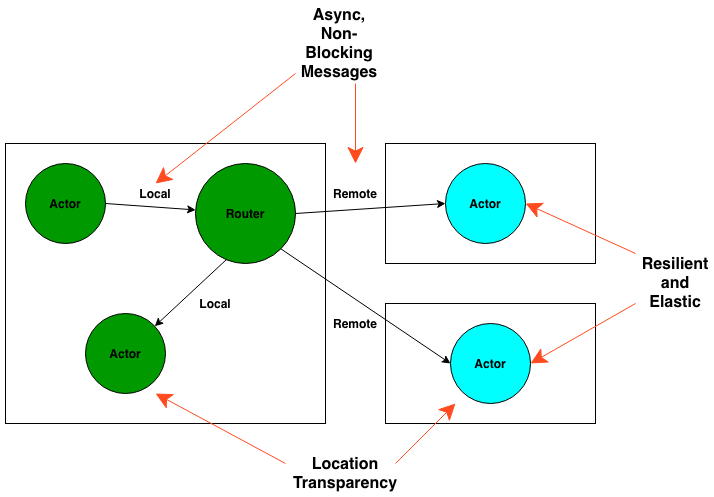 Async,
Non-
Blocking
Messages
Actor
Local
Router
Remote
Actor
Local
Actor
Remote
Actor
Resilient
and
Elastic
Location
Transparency